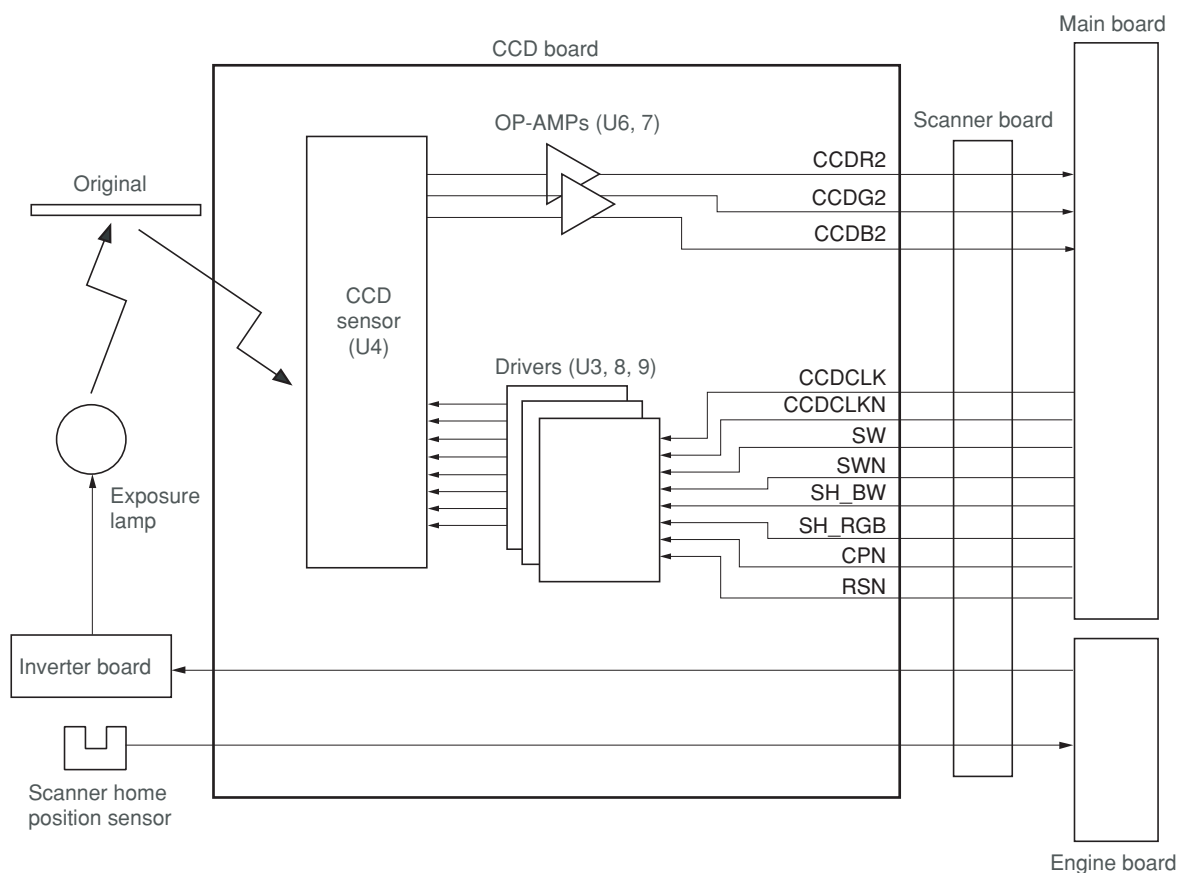 Main board
CCD board
OP-AMPs (U6, 7)
Scanner board
CCDR2
Original
CCDG2
CCDB2
CCD
sensor
(U4)
Drivers (U3, 8, 9)
CCDCLK
CCDCLKN
SW
SWN
SH_BW
SH_RGB
CPN
RSN
Exposure
lamp
Inverter board
Scanner home
position sensor
Engine board